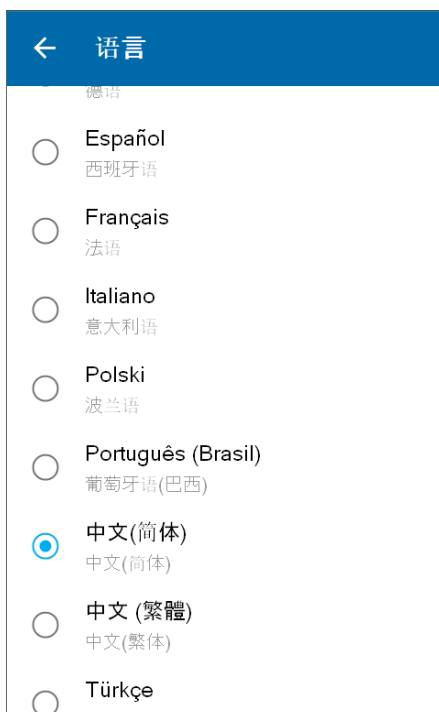 语言
德语
Español
西班牙语
Français
法语
Italiano
意大利语
Polski
波兰语
Português (Brasil)
葡萄牙语(巴西)
中文(简体)
中文(简体)
中文 (繁體)
中文(繁体)
Türkçe